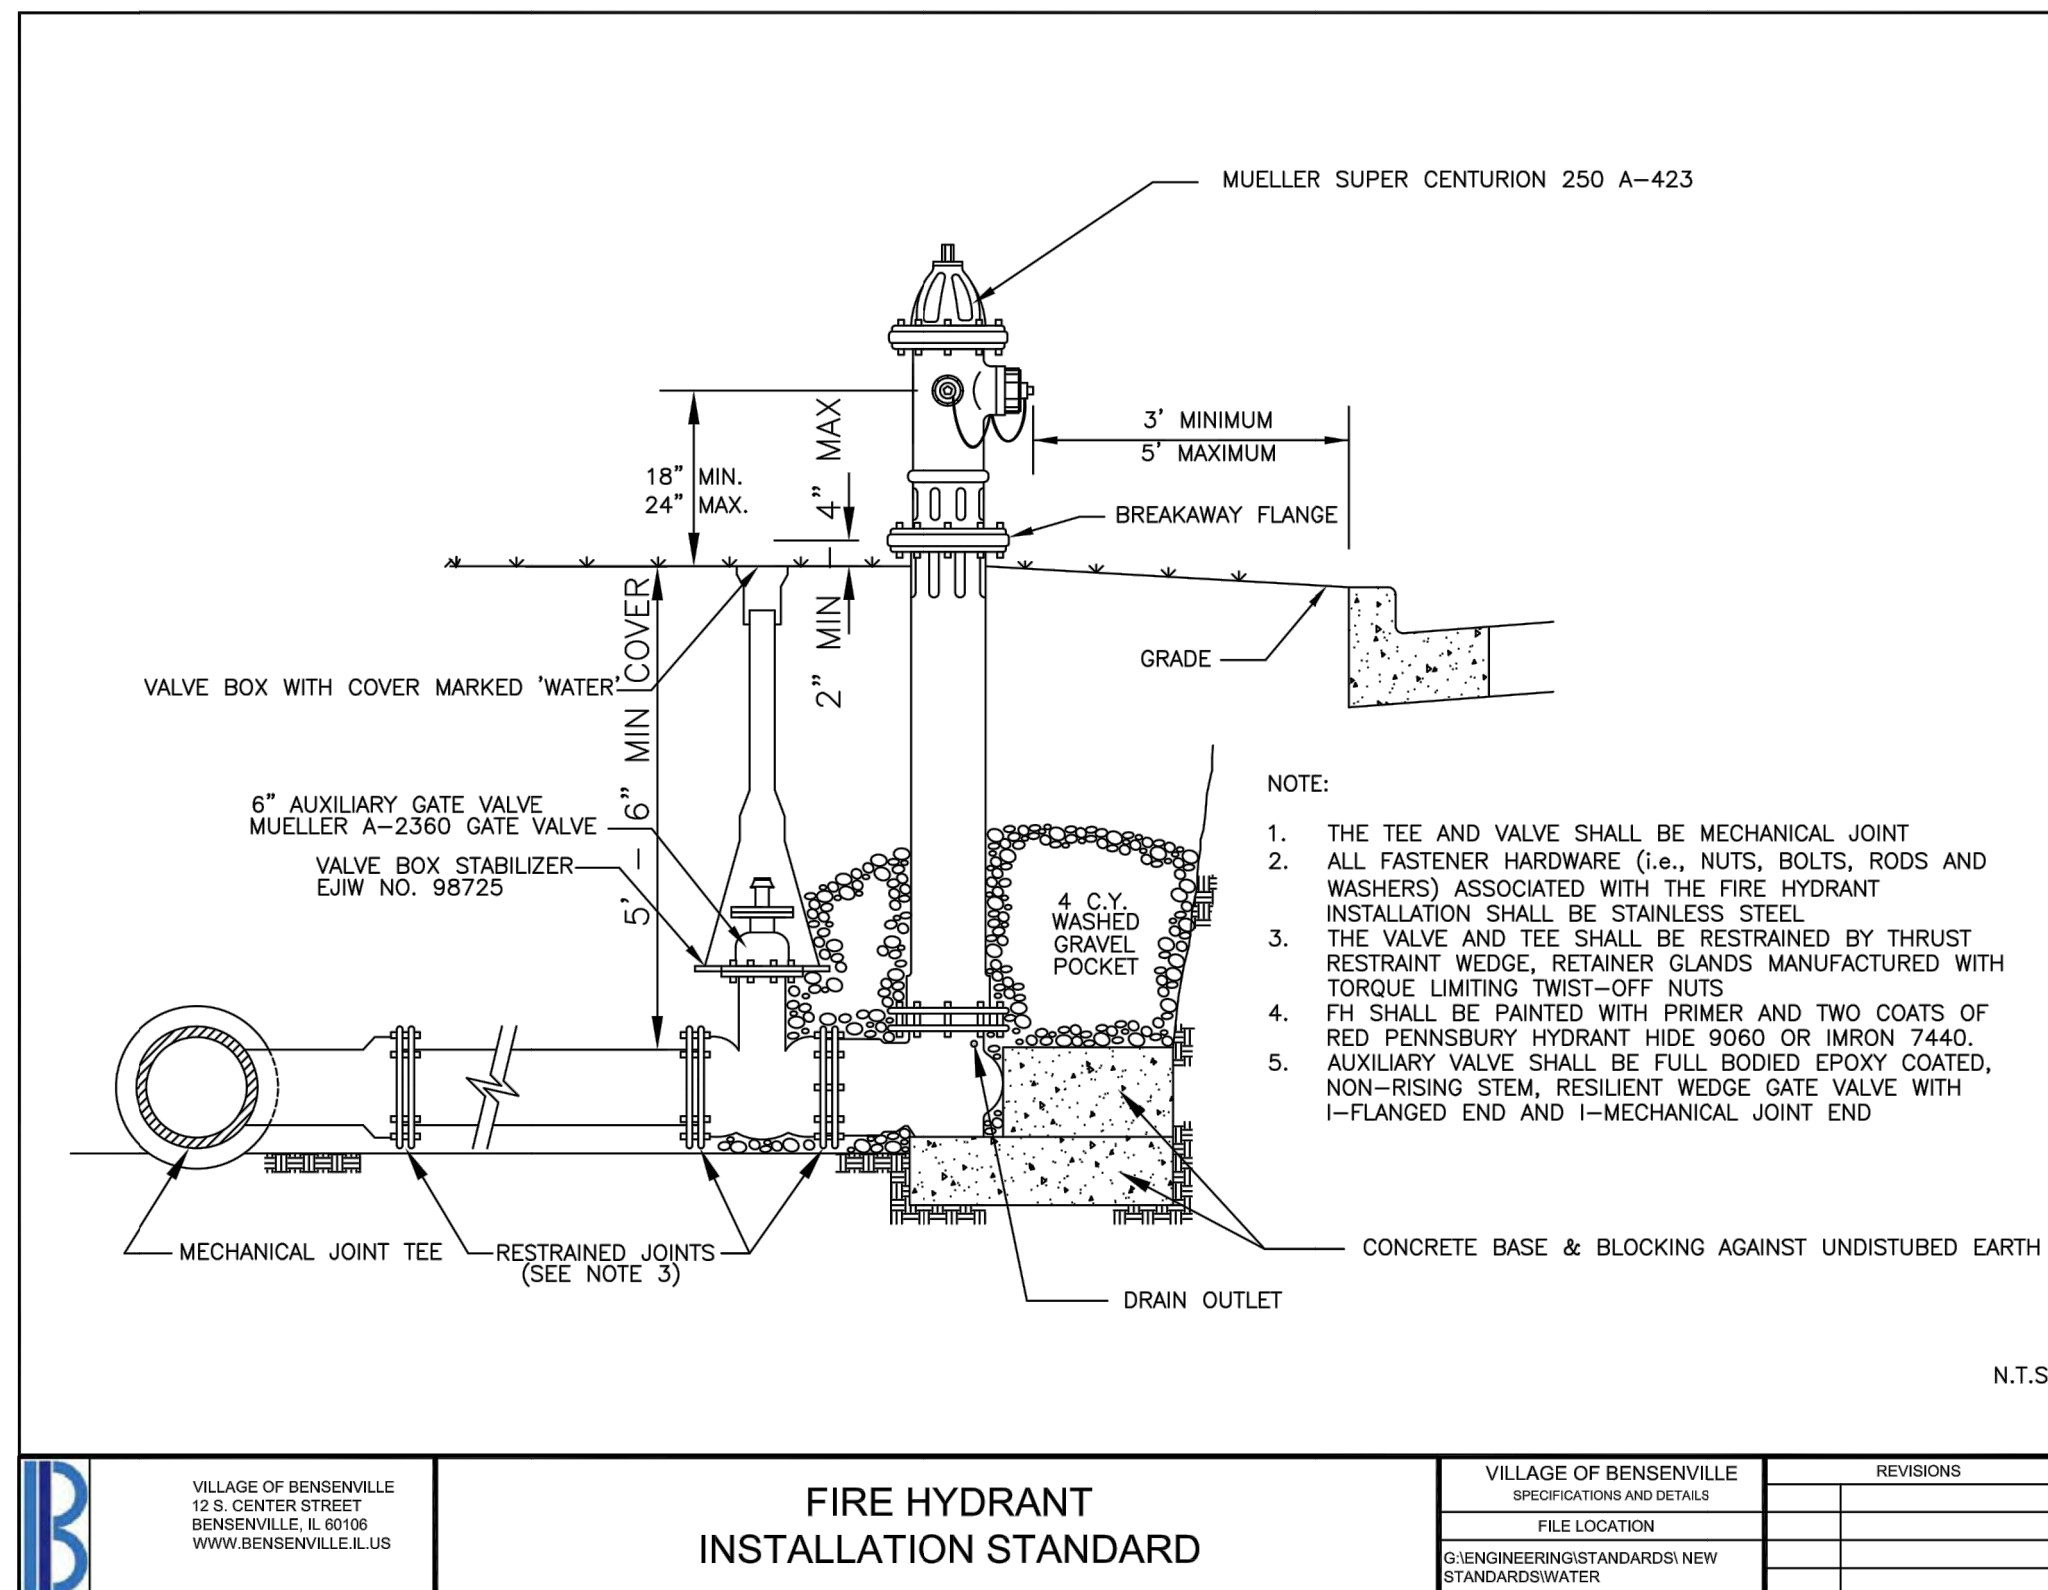 MUELLER SUPER CENTURION 250 A-423
3' MINIMUM
5' MAXIMUM
18" MIN.
24" MAX.
2" MIN - 4" MAX
BREAKAWAY FLANGE
GRADE
VALVE BOX WITH COVER MARKED 'WATER'
5' - 6" MIN COVER
6" AUXILIARY GATE VALVE
MUELLER A-2360 GATE VALVE
VALVE BOX STABILIZER
EJIW NO. 98725
4 C.Y.
WASHED
GRAVEL
POCKET
NOTE:
1. THE TEE AND VALVE SHALL BE MECHANICAL JOINT
2. ALL FASTENER HARDWARE (i.e., NUTS, BOLTS, RODS AND
WASHERS) ASSOCIATED WITH THE FIRE HYDRANT
INSTALLATION SHALL BE STAINLESS STEEL
3. THE VALVE AND TEE SHALL BE RESTRAINED BY THRUST
RESTRAINT WEDGE, RETAINER GLANDS MANUFACTURED WITH
TORQUE LIMITING TWIST-OFF NUTS
4. FH SHALL BE PAINTED WITH PRIMER AND TWO COATS OF
RED PENNSBURY HYDRANT HIDE 9060 OR IMRON 7440.
5. AUXILIARY VALVE SHALL BE FULL BODIED EPOXY COATED,
NON-RISING STEM, RESILIENT WEDGE GATE VALVE WITH
I-FLANGED END AND I-MECHANICAL JOINT END
MECHANICAL JOINT TEE
RESTRAINED JOINTS
(SEE NOTE 3)
CONCRETE BASE & BLOCKING AGAINST UNDISTUBED EARTH
DRAIN OUTLET
N.T.S
VILLAGE OF BENSENVILLE
12 S. CENTER STREET
BENSENVILLE, IL 60106
WWW.BENSENVILLE.IL.US
FIRE HYDRANT
INSTALLATION STANDARD
VILLAGE OF BENSENVILLE
SPECIFICATIONS AND DETAILS
FILE LOCATION
G:\ENGINEERING\STANDARDS\ NEW
STANDARDS\WATER
REVISIONS